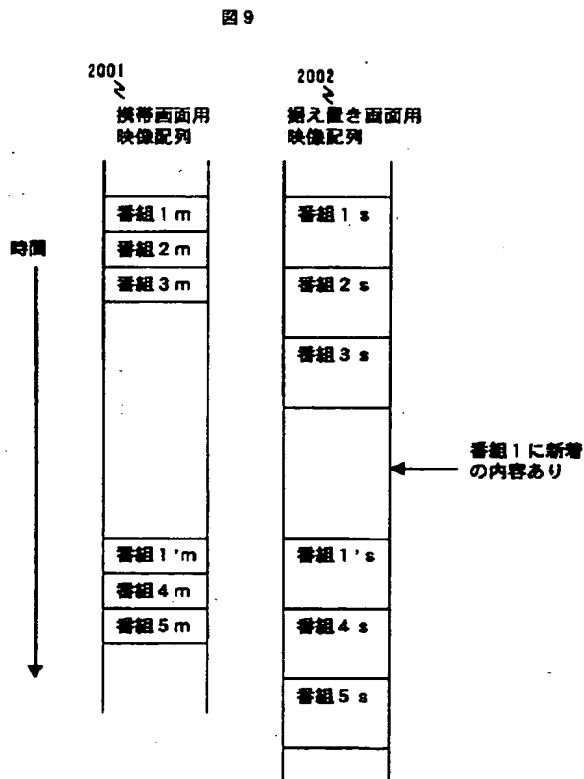 図9
2001
携帯画面用
映像配列
2002
据え置き画面用
映像配列
時間
番組1m
番組2m
番組3m
番組1'm
番組4m
番組5m
番組1s
番組2s
番組3s
番組1's
番組4s
番組5s
番組1に新着
の内容あり